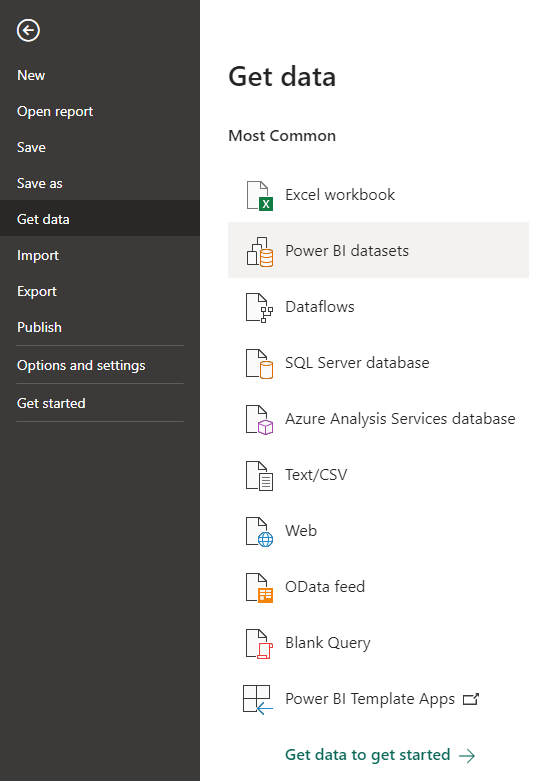 New
Open report
Save
Save as
Get data
Import
Export
Publish
Options and settings
Get started
Get data
Most Common
Excel workbook
Power BI datasets
Dataflows
SQL Server database
Azure Analysis Services database
Text/CSV
Web
OData feed
Blank Query
Power BI Template Apps
Get data to get started